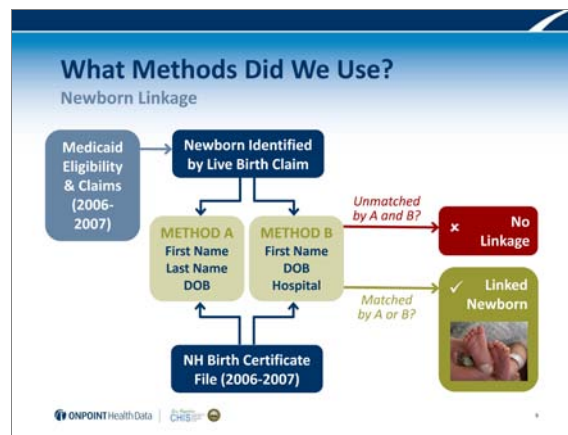 What Methods Did We Use?
Newborn Linkage
Medicaid
Eligibility
& Claims
(2006-
2007)
Newborn Identified
by Live Birth Claim
METHOD A
First Name
Last Name
DOB
METHOD B
First Name
DOB
Hospital
Unmatched
by A and B?
✗ No
Linkage
Matched
by A or B?
✓ Linked
Newborn
NH Birth Certificate
File (2006-2007)
ONPOINT Health Data
CHIS